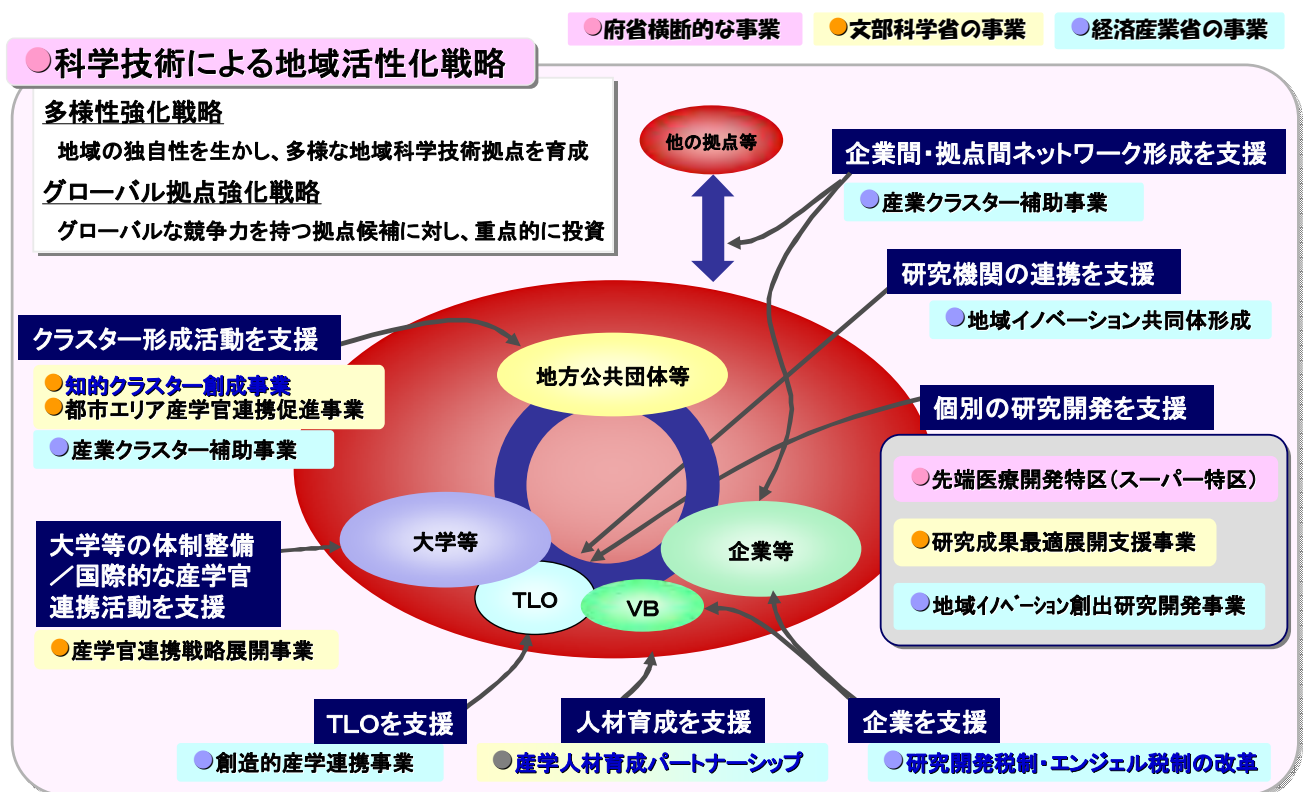 ●府省横断的な事業
●文部科学省の事業
●経済産業省の事業
●科学技術による地域活性化戦略
多様性強化戦略
地域の独自性を生かし、多様な地域科学技術拠点を育成
グローバル拠点強化戦略
グローバルな競争力を持つ拠点候補に対し、重点的に投資
他の拠点等
企業間・拠点間ネットワーク形成を支援
●産業クラスター補助事業
研究機関の連携を支援
●地域イノベーション共同体形成
クラスター形成活動を支援
●知的クラスター創成事業
●都市エリア産学官連携促進事業
●産業クラスター補助事業
地方公共団体等
個別の研究開発を支援
●先端医療開発特区（スーパー特区）
●研究成果最適展開支援事業
●地域ｲﾉﾍﾞｰｼｮﾝ創出研究開発事業
大学等
企業等
TLO
VB
大学等の体制整備
／国際的な産学官
連携活動を支援
●産学官連携戦略展開事業
TLOを支援
●創造的産学連携事業
人材育成を支援
●産学人材育成パートナーシップ
企業を支援
●研究開発税制・エンジェル税制の改革